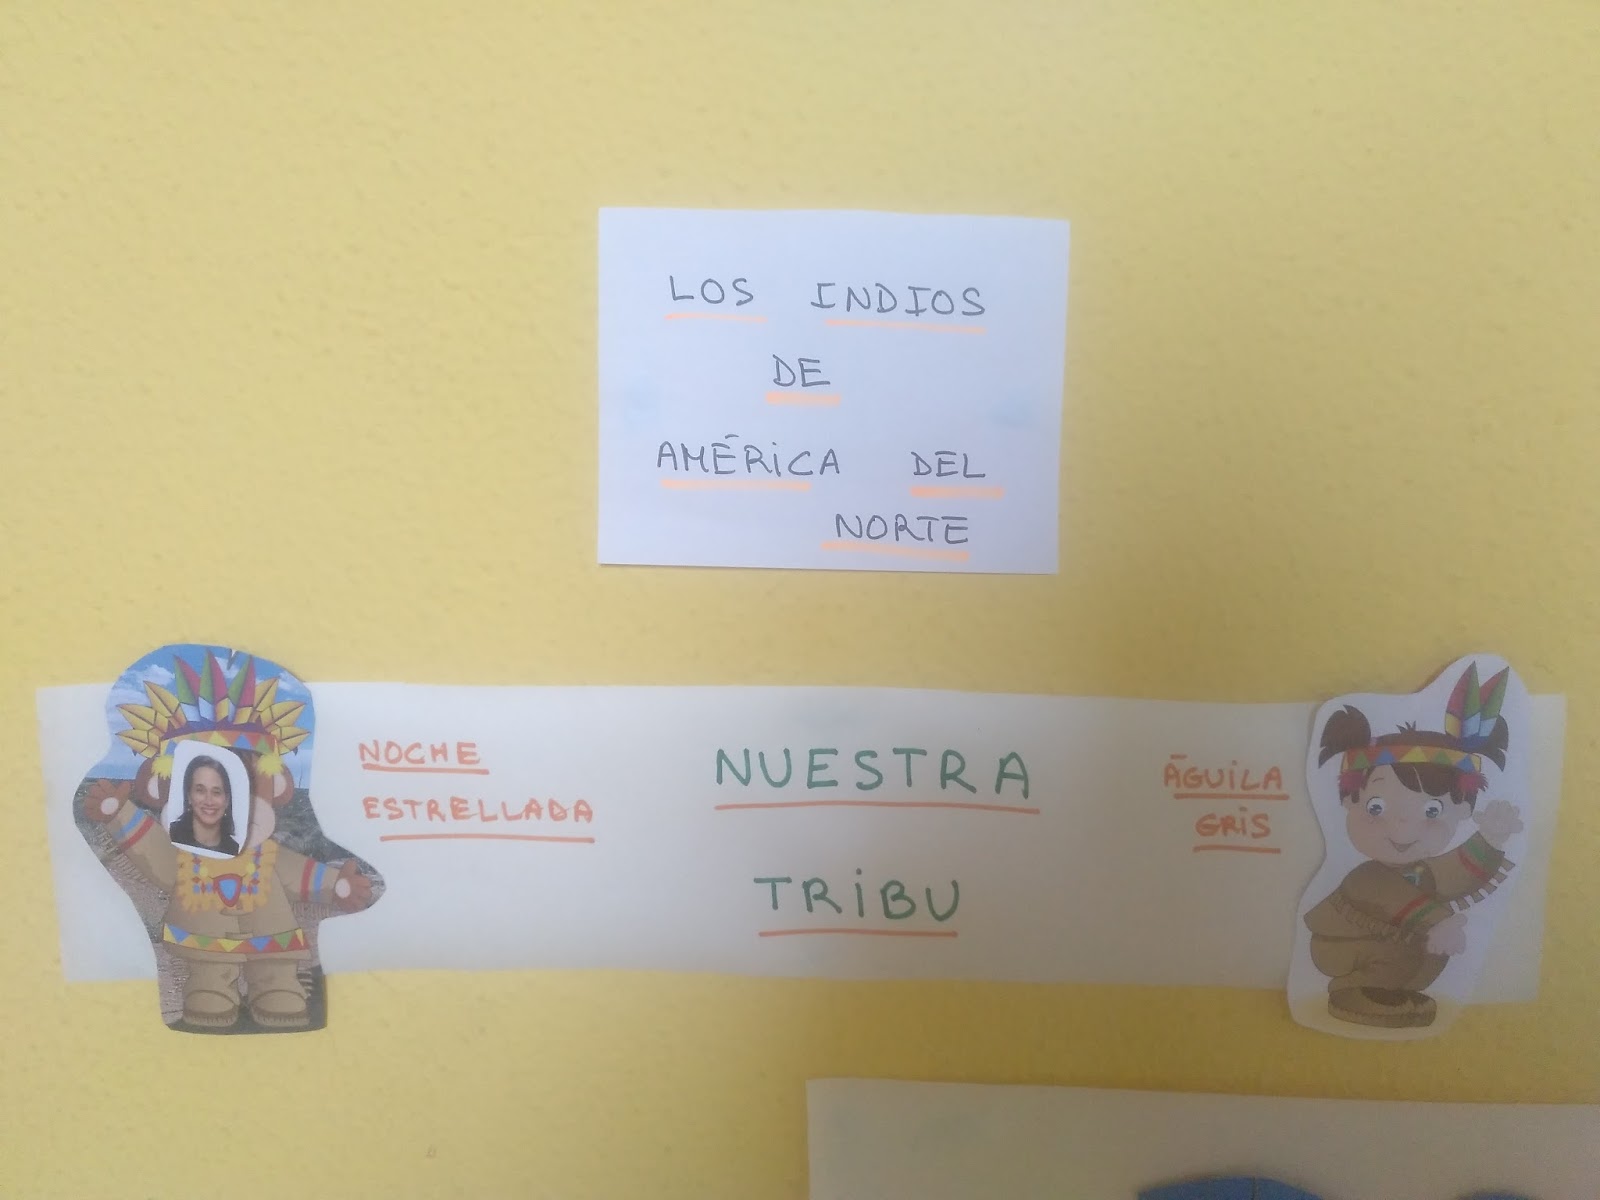 LOS INDIOS
DE
AMÉRICA DEL
NORTE
NOCHE
ESTRELLADA
NUESTRA
TRIBU
ÁGUILA
GRIS